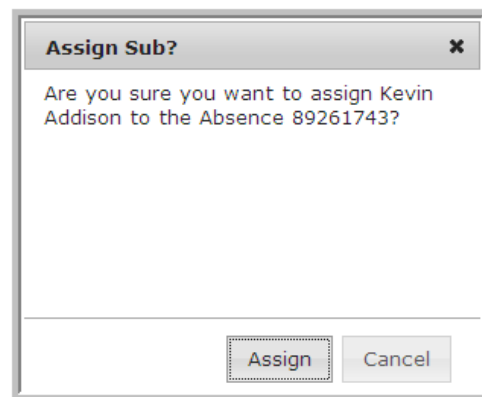 Assign Sub?
Are you sure you want to assign Kevin
Addison to the Absence 89261743?
Assign
Cancel